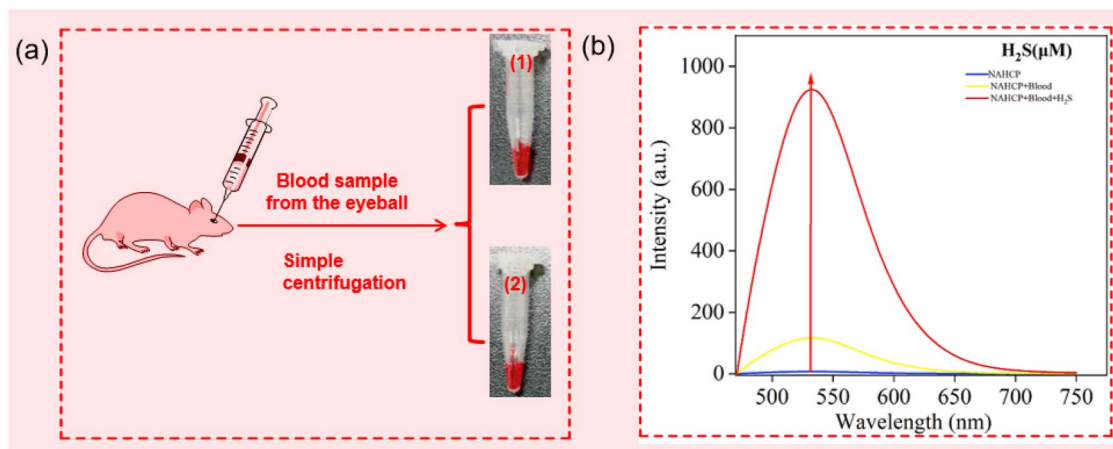 (a)
Blood sample
from the eyeball
Simple
centrifugation
(1)
(2)
(b)
H₂S(μM)
NAHCP
NAHCP+Blood
NAHCP+Blood+H₂S
Intensity (a.u.)
1000
800
600
400
200
0
500 550 600 650 700 750
Wavelength (nm)